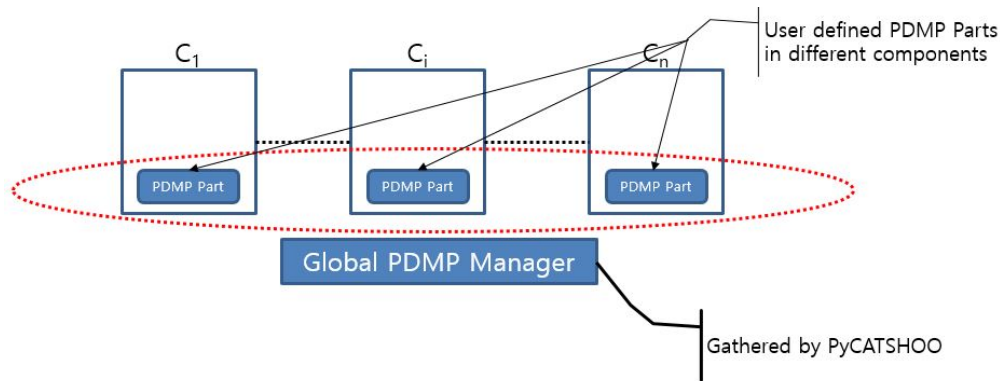 User defined PDMP Parts
in different components
C1 Ci Cn
PDMP Part PDMP Part PDMP Part
Global PDMP Manager
Gathered by PyCATSHOO